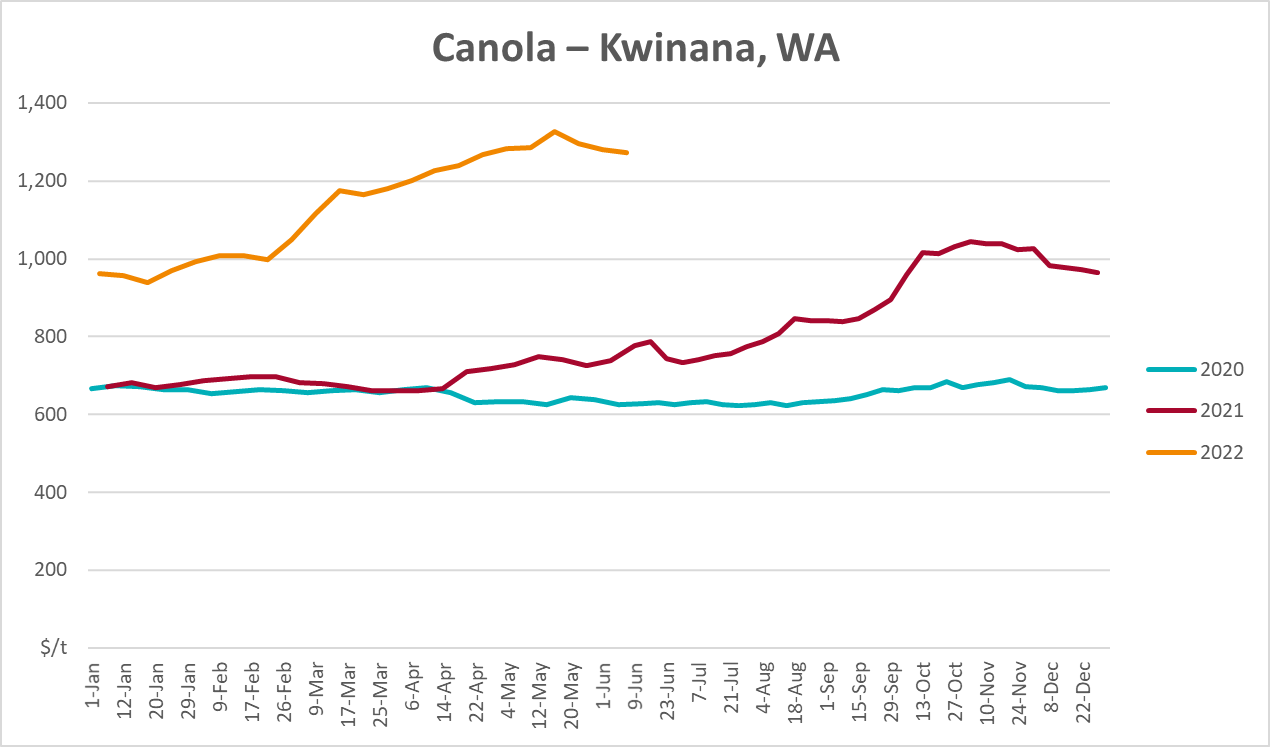 Canola – Kwinana, WA
1,400
1,200
1,000
800
600
400
200
$/t
1-Jan
12-Jan
20-Jan
29-Jan
9-Feb
17-Feb
26-Feb
9-Mar
17-Mar
25-Mar
6-Apr
14-Apr
22-Apr
4-May
12-May
20-May
1-Jun
9-Jun
23-Jun
7-Jul
21-Jul
4-Aug
18-Aug
1-Sep
15-Sep
29-Sep
13-Oct
27-Oct
10-Nov
24-Nov
8-Dec
22-Dec
2020
2021
2022